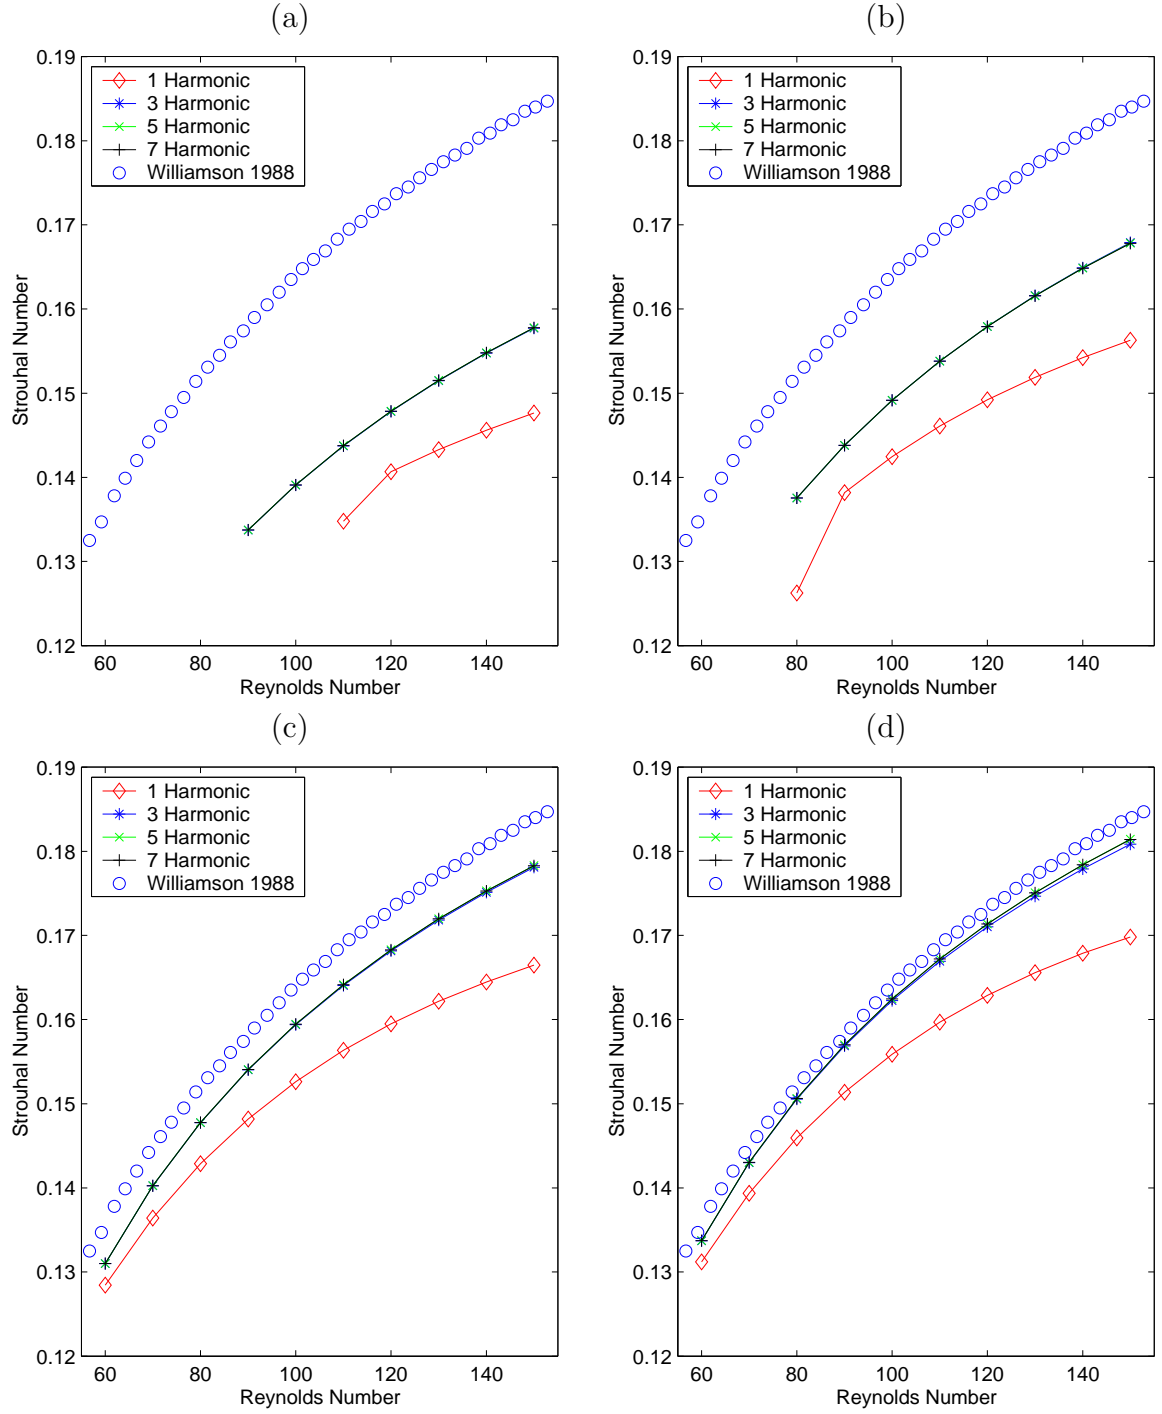 (a)
0.19
0.18
0.17
0.16
0.15
0.14
0.13
0.12
60
80
100
120
140
Strouhal Number
Reynolds Number
1 Harmonic
3 Harmonic
5 Harmonic
7 Harmonic
Williamson 1988
(b)
0.19
0.18
0.17
0.16
0.15
0.14
0.13
0.12
60
80
100
120
140
Strouhal Number
Reynolds Number
1 Harmonic
3 Harmonic
5 Harmonic
7 Harmonic
Williamson 1988
(c)
0.19
0.18
0.17
0.16
0.15
0.14
0.13
0.12
60
80
100
120
140
Strouhal Number
Reynolds Number
1 Harmonic
3 Harmonic
5 Harmonic
7 Harmonic
Williamson 1988
(d)
0.19
0.18
0.17
0.16
0.15
0.14
0.13
0.12
60
80
100
120
140
Strouhal Number
Reynolds Number
1 Harmonic
3 Harmonic
5 Harmonic
7 Harmonic
Williamson 1988